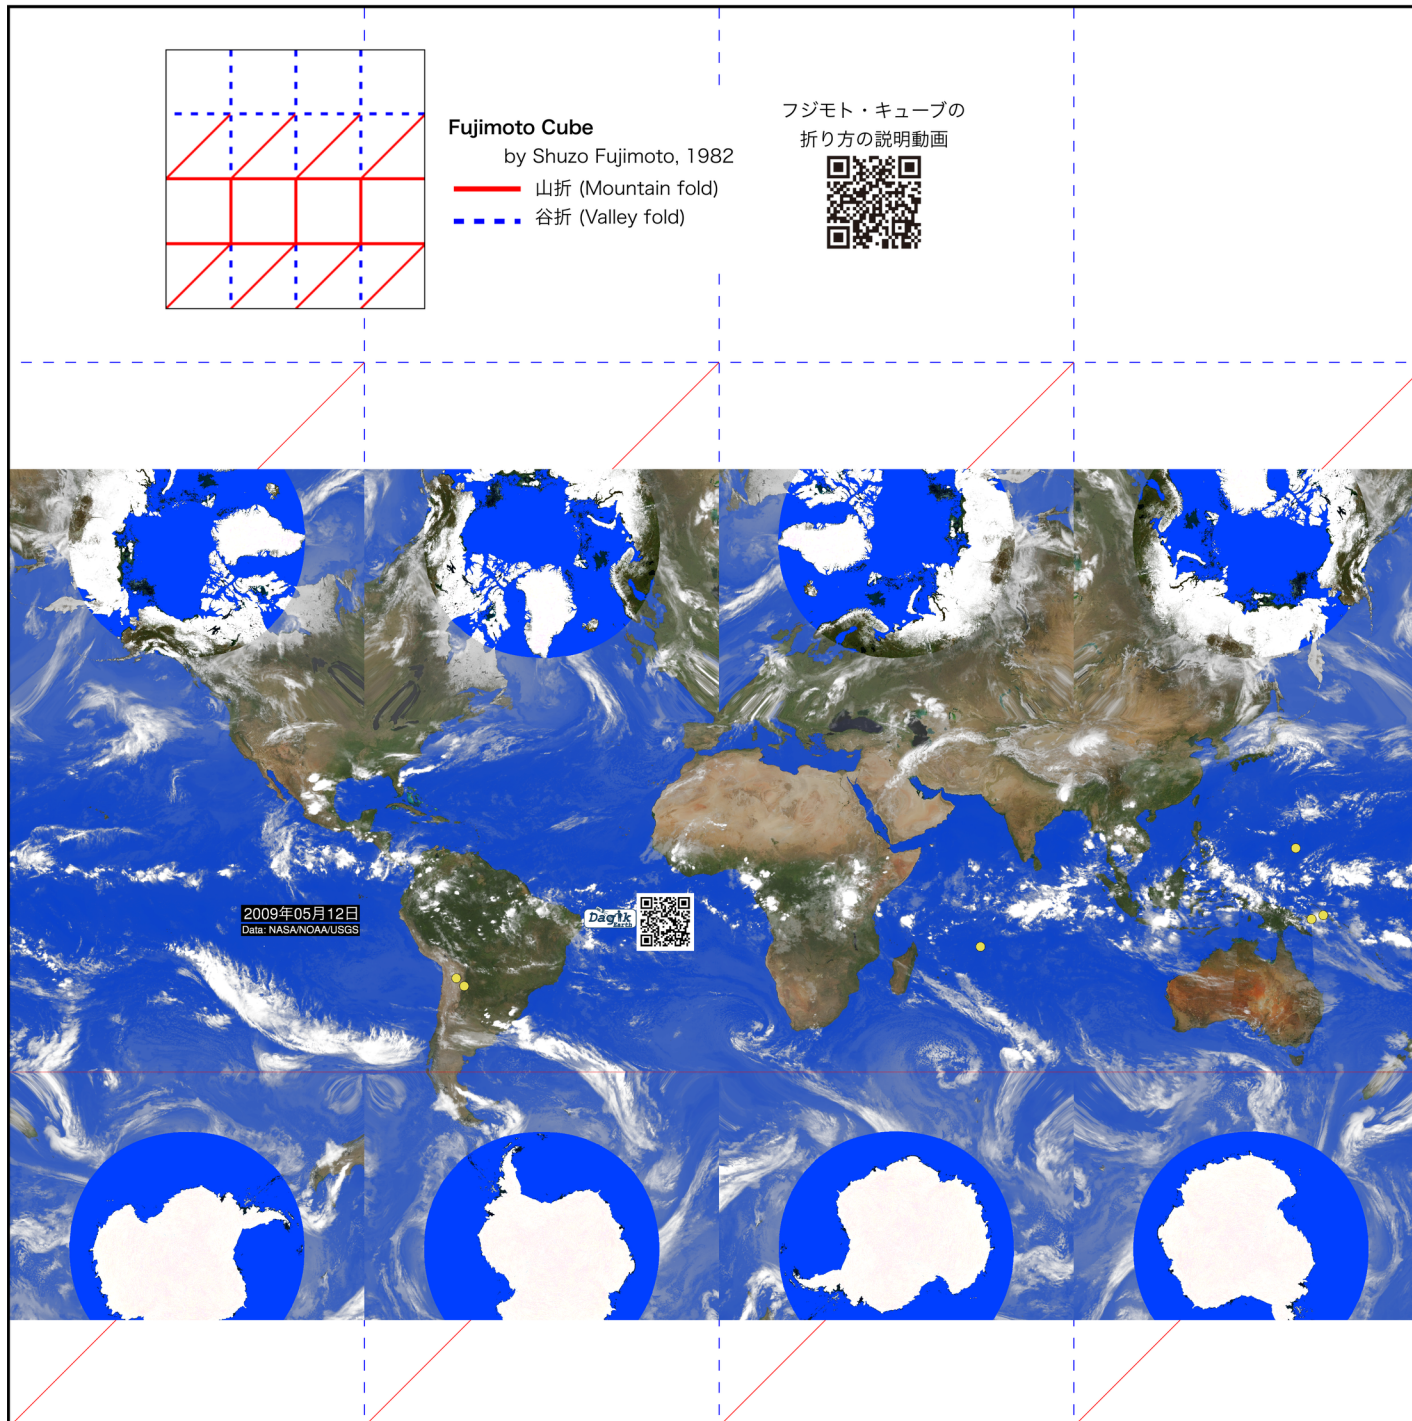 Fujimoto Cube
by Shuzo Fujimoto, 1982
山折 (Mountain fold)
谷折 (Valley fold)
フジモト・キューブの
折り方の説明動画
2009年05月12日
Data: NASA/NOAA/USGS
Dagik
Earth